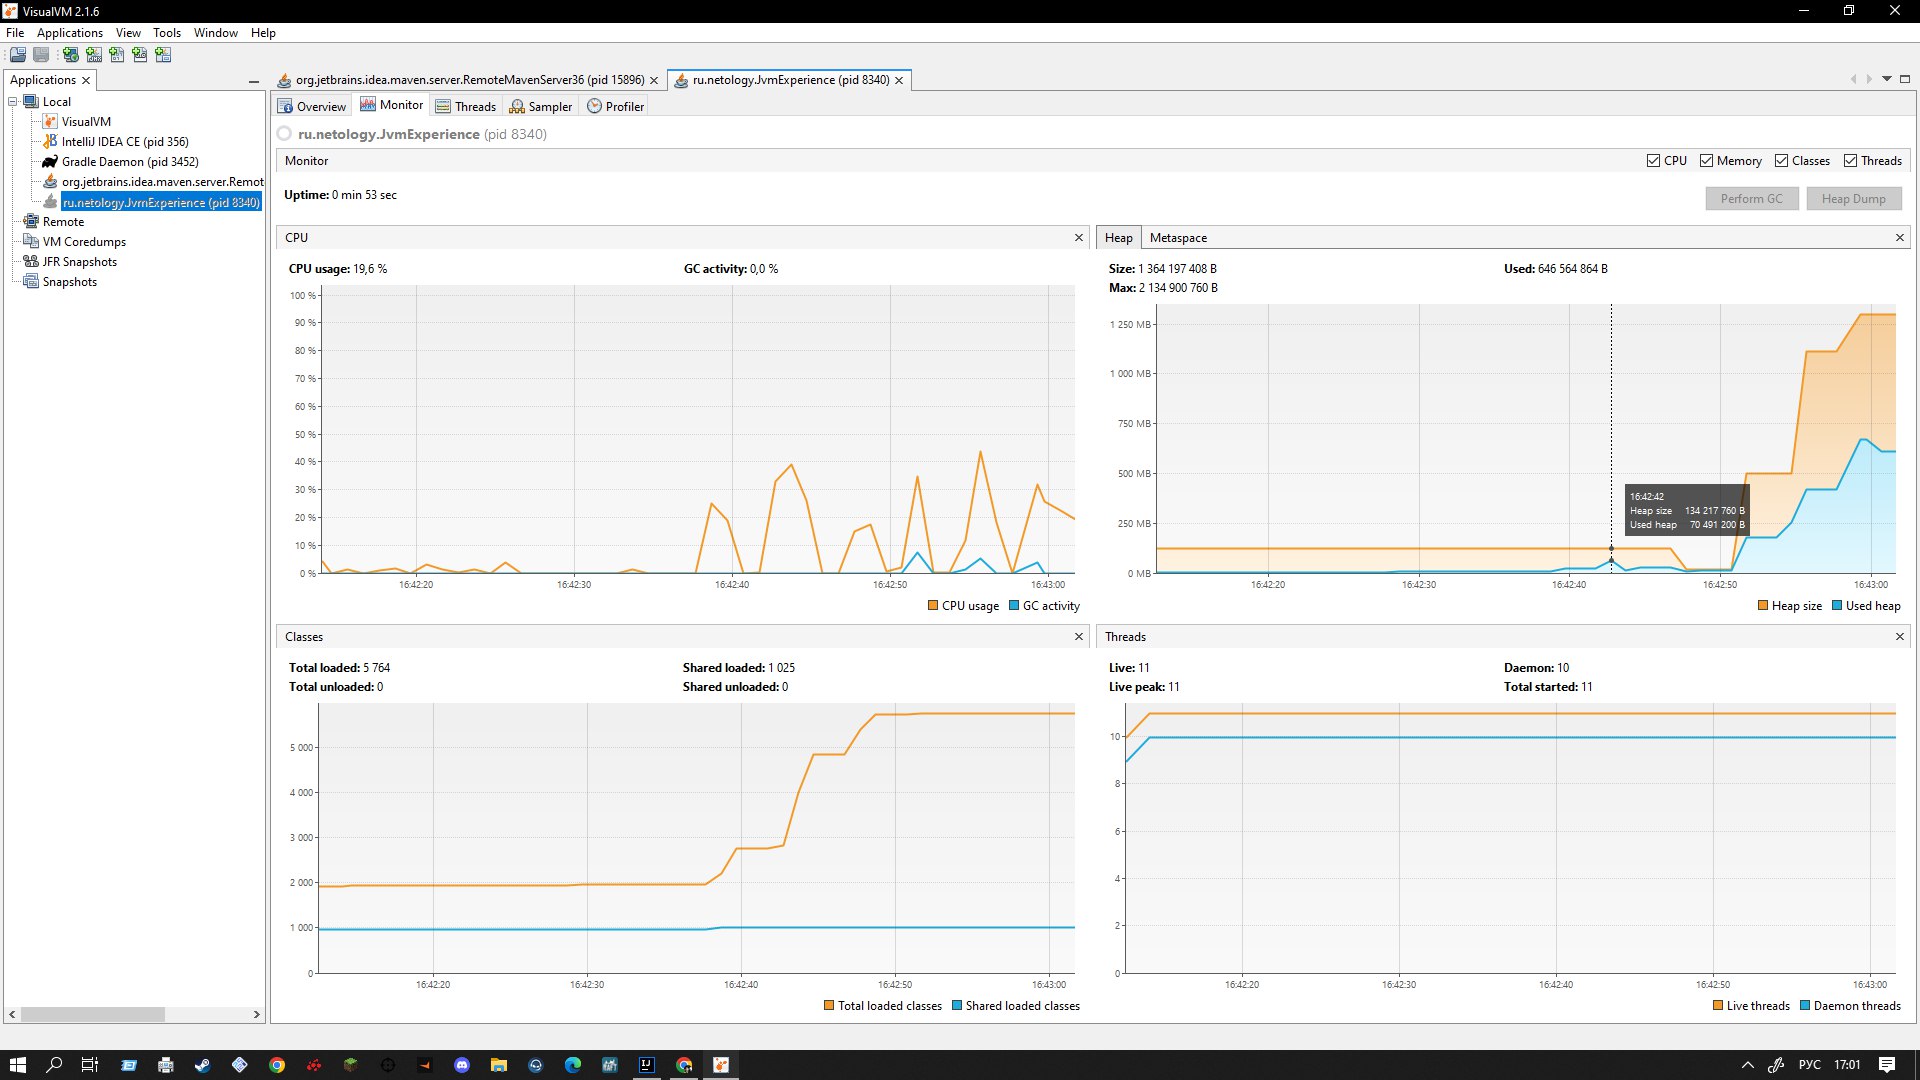 VisualVM 2.1.6
File Applications View Tools Window Help
Applications
Local
VisualVM
IntelliJ IDEA CE (pid 356)
Gradle Daemon (pid 3452)
org.jetbrains.idea.maven.server.Remot
ru.netology.JvmExperience (pid 8340)
Remote
VM Coredumps
JFR Snapshots
Snapshots
org.jetbrains.idea.maven.server.RemoteMavenServer36 (pid 15896) ru.netology.JvmExperience (pid 8340)
Overview Monitor Threads Sampler Profiler
ru.netology.JvmExperience (pid 8340)
Monitor CPU Memory Classes Threads
Uptime: 0 min 53 sec Perform GC Heap Dump
CPU
CPU usage: 19,6 % GC activity: 0,0 %
100 %
90 %
80 %
70 %
60 %
50 %
40 %
30 %
20 %
10 %
0 %
16:42:20 16:42:30 16:42:40 16:42:50 16:43:00
CPU usage GC activity
Heap Metaspace
Size: 1 364 197 408 B Used: 646 564 864 B
Max: 2 134 900 760 B
1 250 MB
1 000 MB
750 MB
500 MB
250 MB
0 MB
16:42:42
Heap size 134 217 760 B
Used heap 70 491 200 B
16:42:20 16:42:30 16:42:40 16:42:50 16:43:00
Heap size Used heap
Classes
Total loaded: 5 764 Shared loaded: 1 025
Total unloaded: 0 Shared unloaded: 0
5 000
4 000
3 000
2 000
1 000
0
16:42:20 16:42:30 16:42:40 16:42:50 16:43:00
Total loaded classes Shared loaded classes
Threads
Live: 11 Daemon: 10
Live peak: 11 Total started: 11
10
8
6
4
2
0
16:42:20 16:42:30 16:42:40 16:42:50 16:43:00
Live threads Daemon threads
РУС 17:01